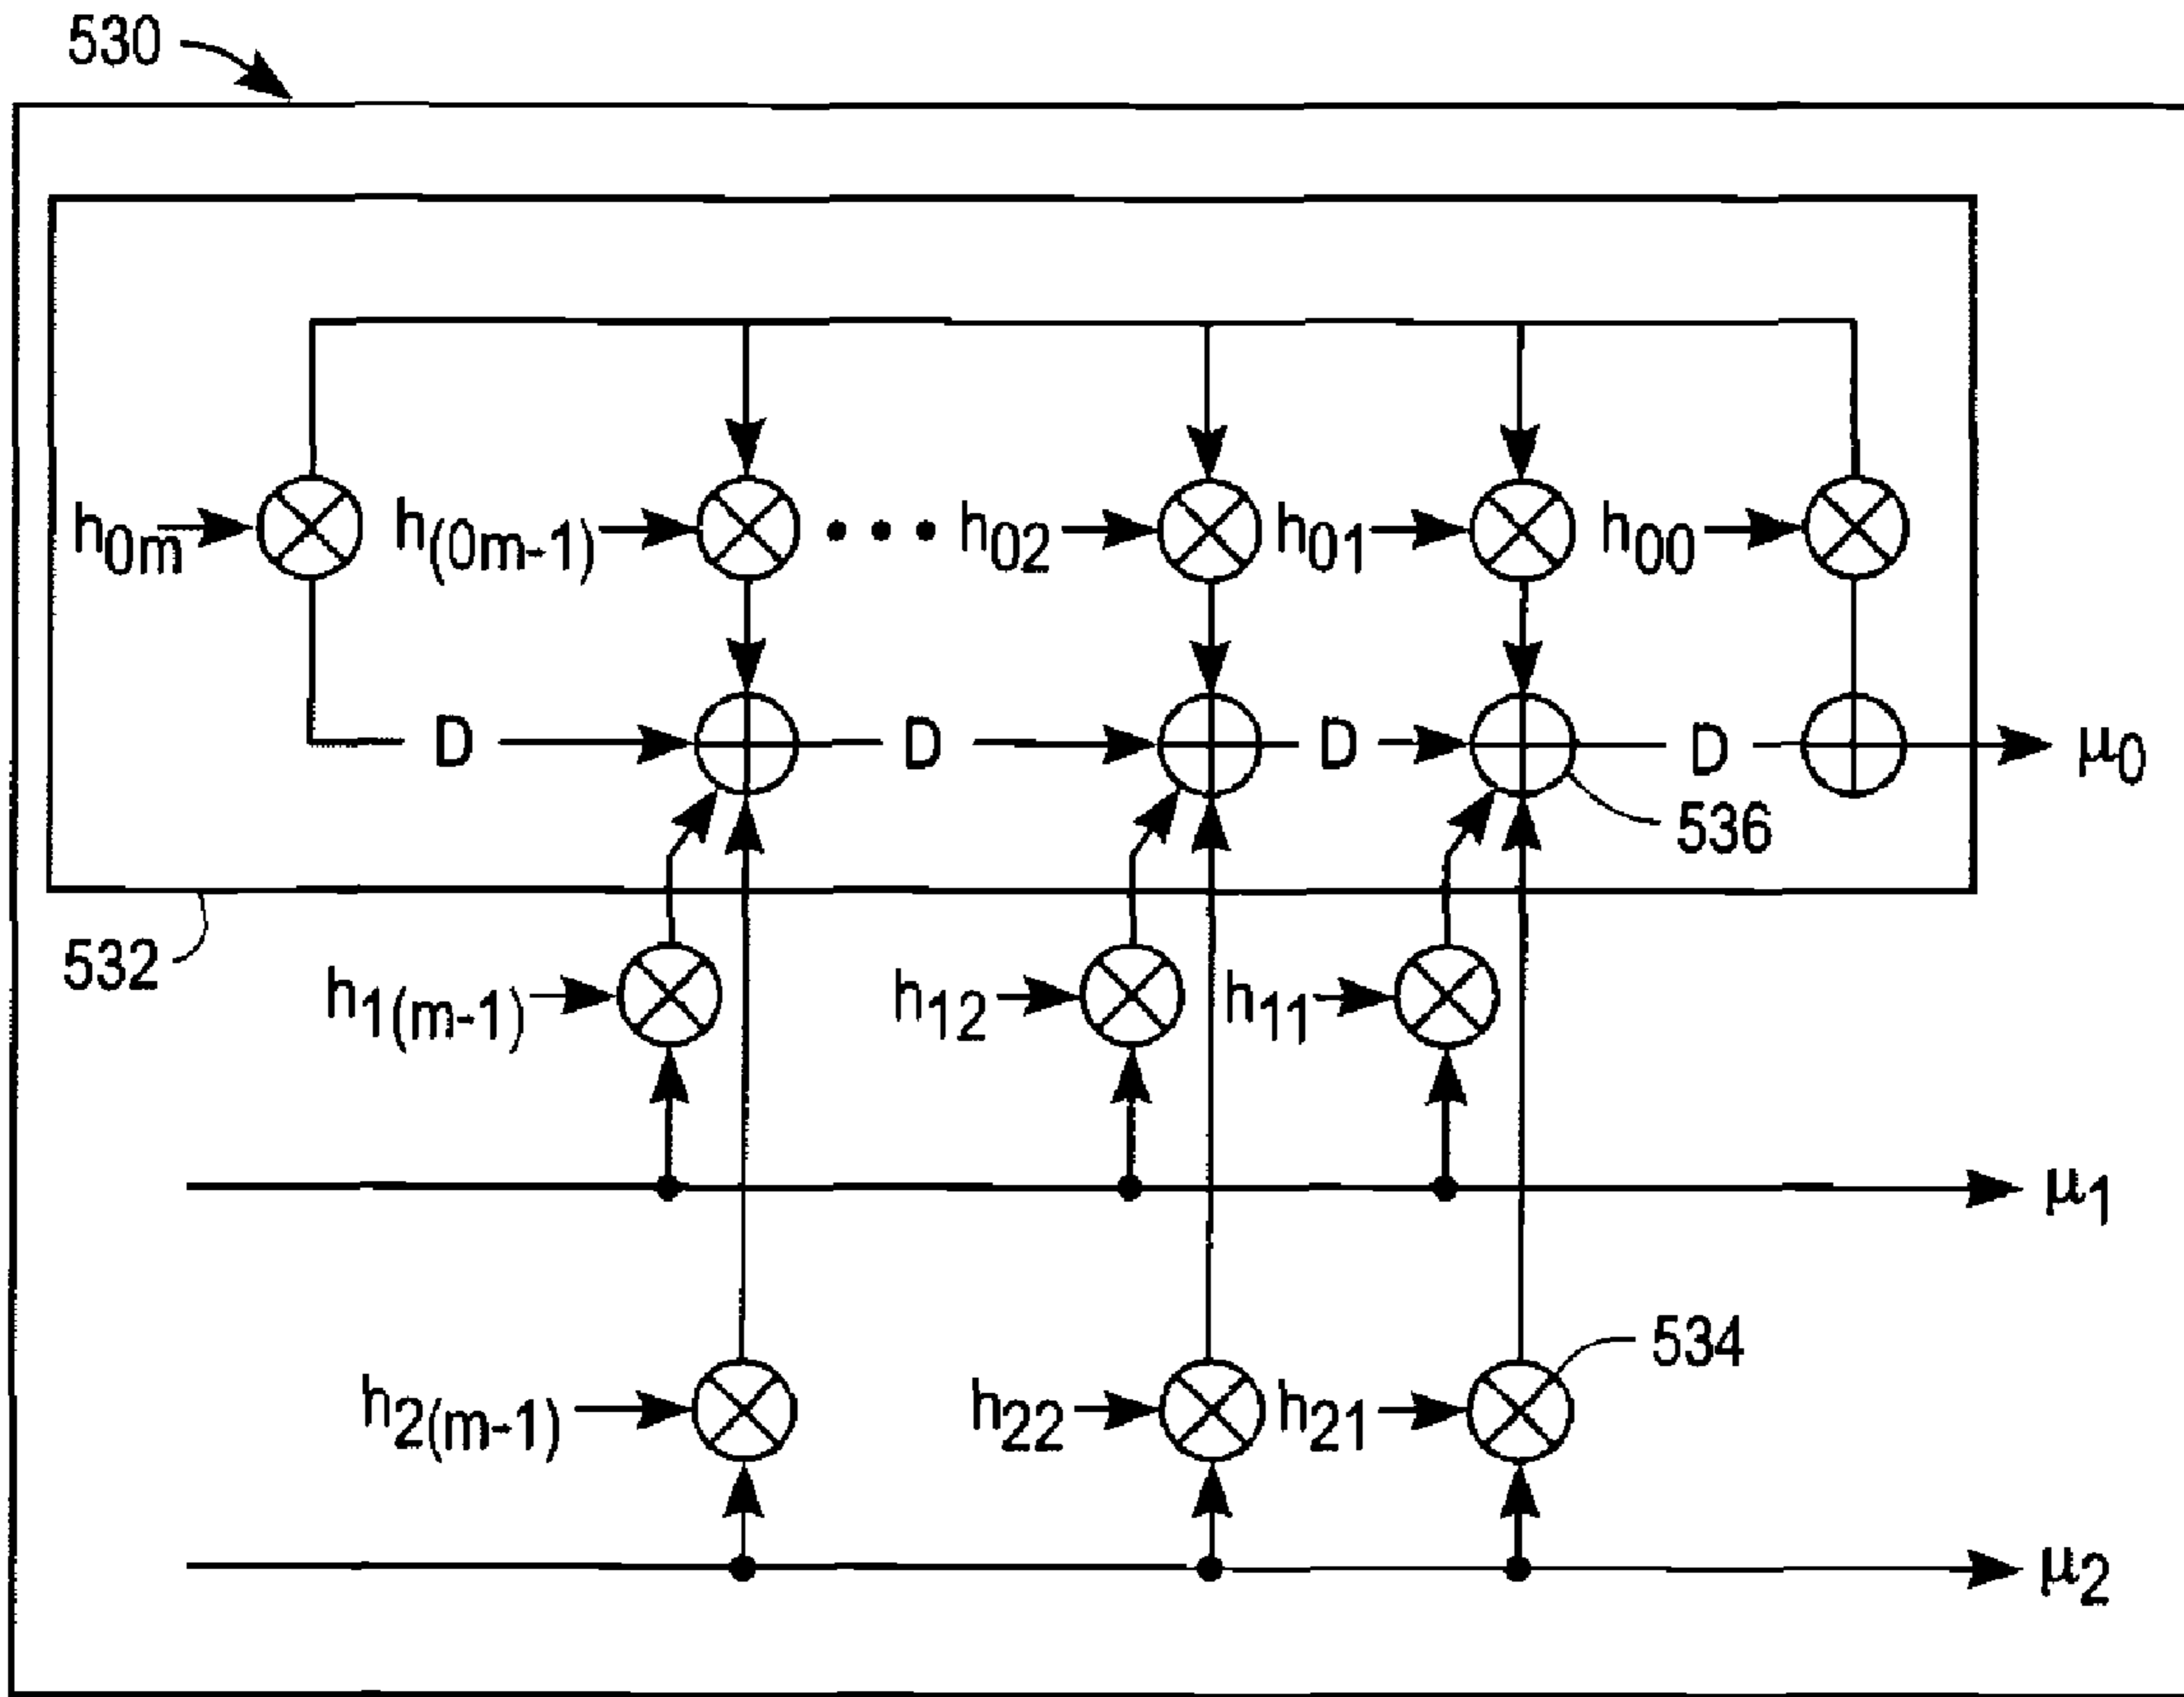 530
h0m h(0m-1) h02 h01 h00
D D D D μ0
536
532
h1(m-1) h12 h11
μ1
534
h2(m-1) h22 h21
μ2